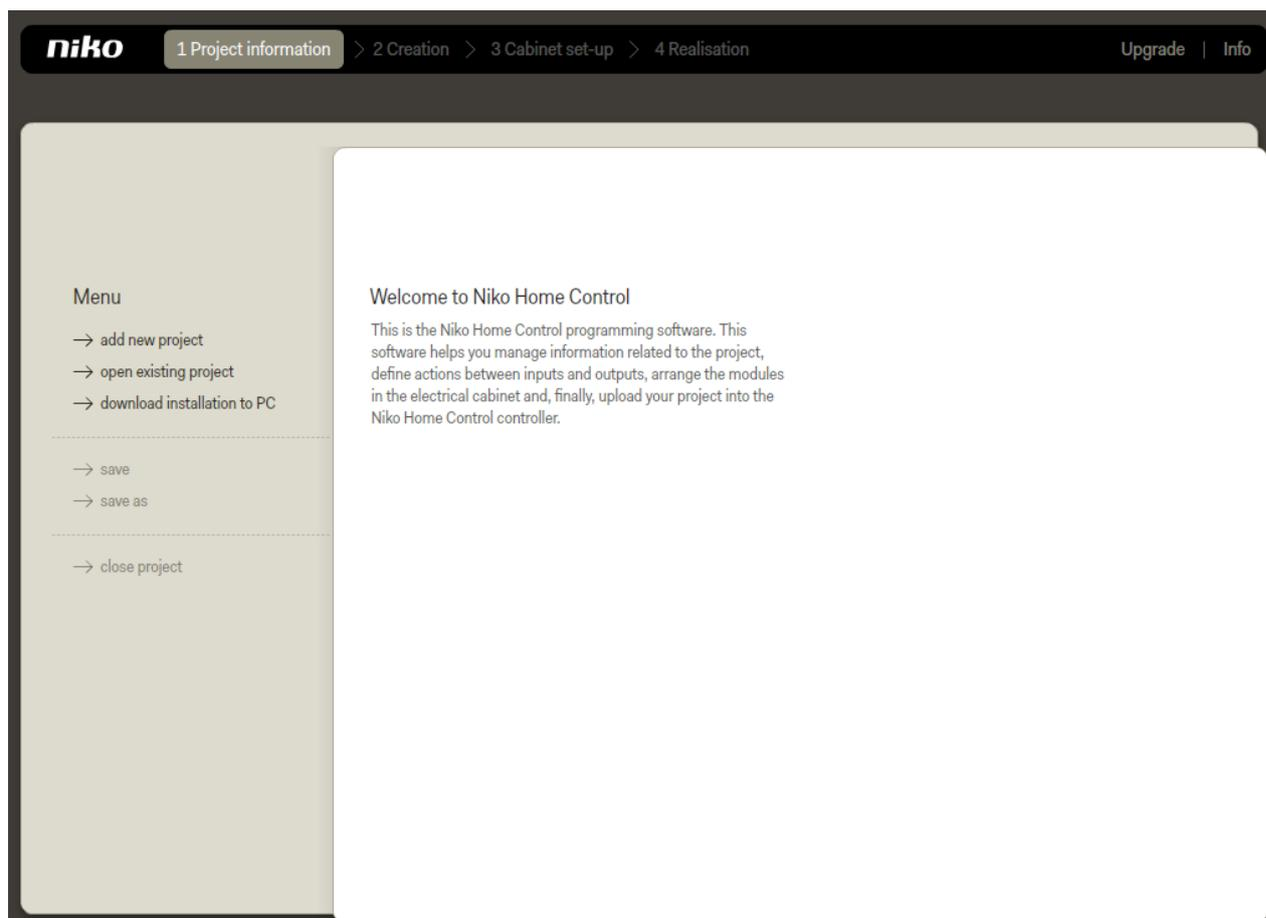 niko 1 Project information > 2 Creation > 3 Cabinet set-up > 4 Realisation Upgrade | Info
Menu
→ add new project
→ open existing project
→ download installation to PC
→ save
→ save as
→ close project
Welcome to Niko Home Control
This is the Niko Home Control programming software. This
software helps you manage information related to the project,
define actions between inputs and outputs, arrange the modules
in the electrical cabinet and, finally, upload your project into the
Niko Home Control controller.